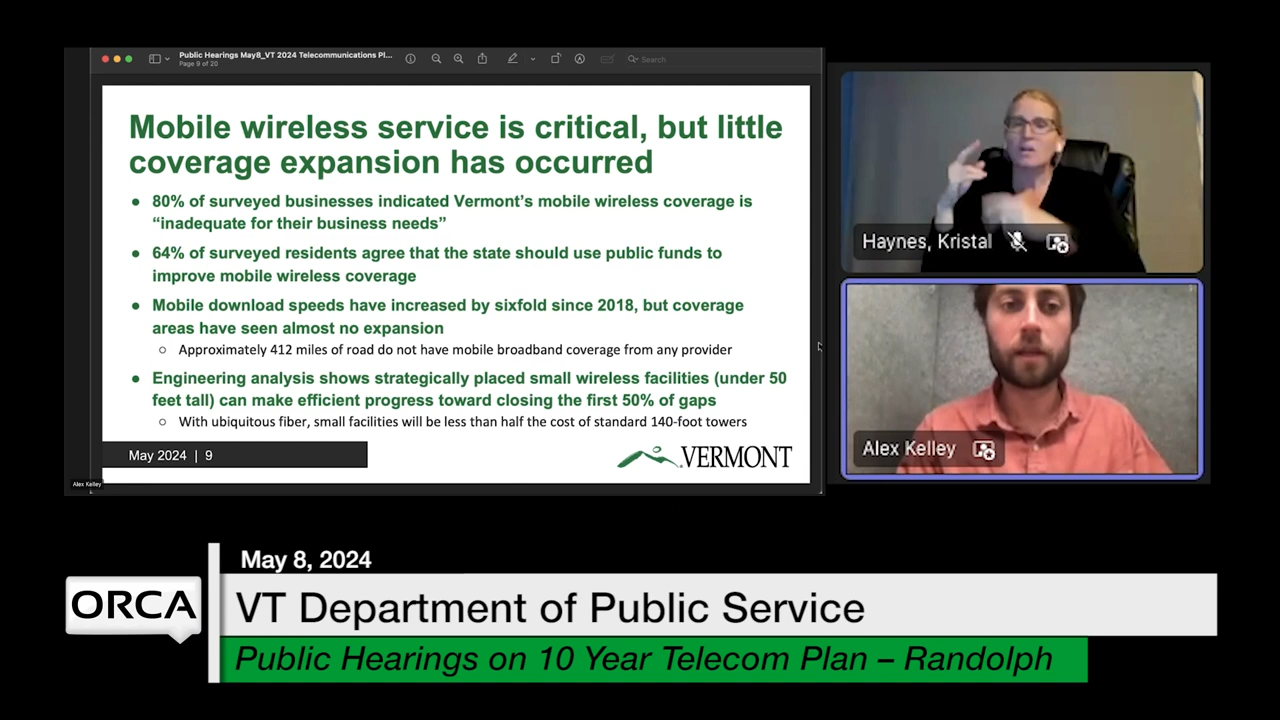 Public Hearings May8_VT 2024 Telecommunications Pl...
Page 9 of 20
Search
Mobile wireless service is critical, but little
coverage expansion has occurred
● 80% of surveyed businesses indicated Vermont's mobile wireless coverage is
“inadequate for their business needs”
● 64% of surveyed residents agree that the state should use public funds to
improve mobile wireless coverage
● Mobile download speeds have increased by sixfold since 2018, but coverage
areas have seen almost no expansion
○ Approximately 412 miles of road do not have mobile broadband coverage from any provider
● Engineering analysis shows strategically placed small wireless facilities (under 50
feet tall) can make efficient progress toward closing the first 50% of gaps
○ With ubiquitous fiber, small facilities will be less than half the cost of standard 140-foot towers
May 2024 | 9
VERMONT
Alex Kelley
Haynes, Kristal
Alex Kelley
May 8, 2024
ORCA
VT Department of Public Service
Public Hearings on 10 Year Telecom Plan – Randolph